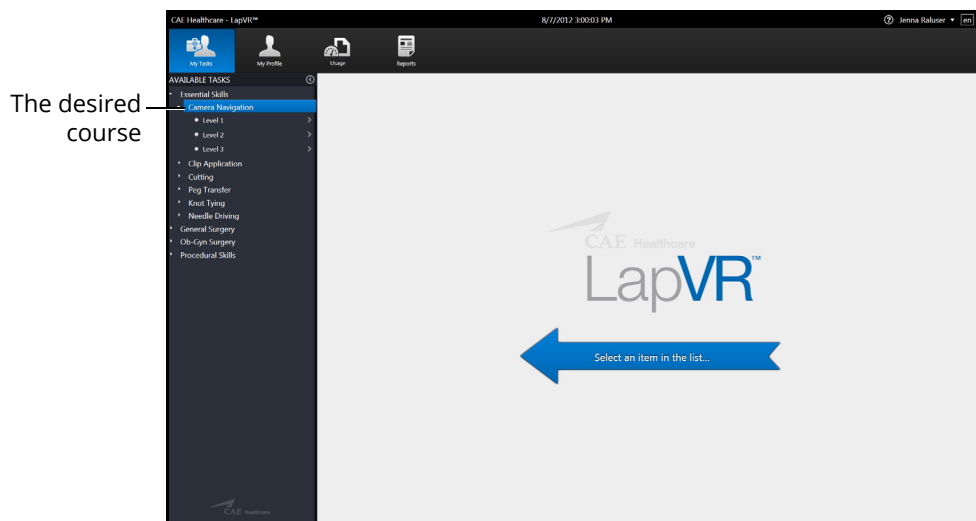 CAE Healthcare - LapVR™
8/7/2012 3:00:03 PM
Jenna Raluser
en
My Tasks
My Profile
Usage
Reports
AVAILABLE TASKS
Essential Skills
Camera Navigation
Level 1
Level 2
Level 3
Clip Application
Cutting
Peg Transfer
Knot Tying
Needle Driving
General Surgery
Ob-Gyn Surgery
Procedural Skills
The desired
course
CAE Healthcare
LapVR™
Select an item in the list...
CAE Healthcare